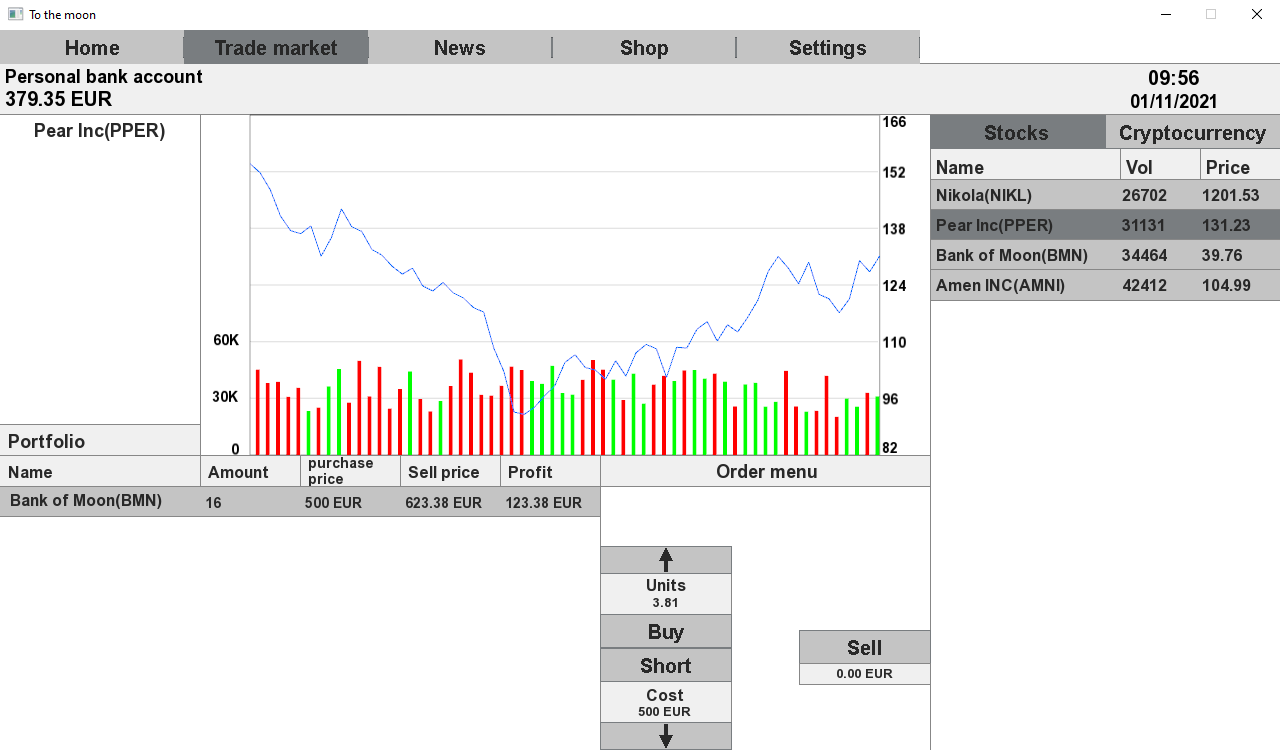 To the moon
Home Trade market News Shop Settings
Personal bank account
379.35 EUR
09:56
01/11/2021
Pear Inc(PPER)
166
152
138
124
110
96
82
60K
30K
0
Stocks Cryptocurrency
Name Vol Price
Nikola(NIKL) 26702 1201.53
Pear Inc(PPER) 31131 131.23
Bank of Moon(BMN) 34464 39.76
Amen INC(AMNI) 42412 104.99
Portfolio
Name Amount purchase price Sell price Profit
Bank of Moon(BMN) 16 500 EUR 623.38 EUR 123.38 EUR
Order menu
Units
3.81
Buy
Short
Cost
500 EUR
Sell
0.00 EUR